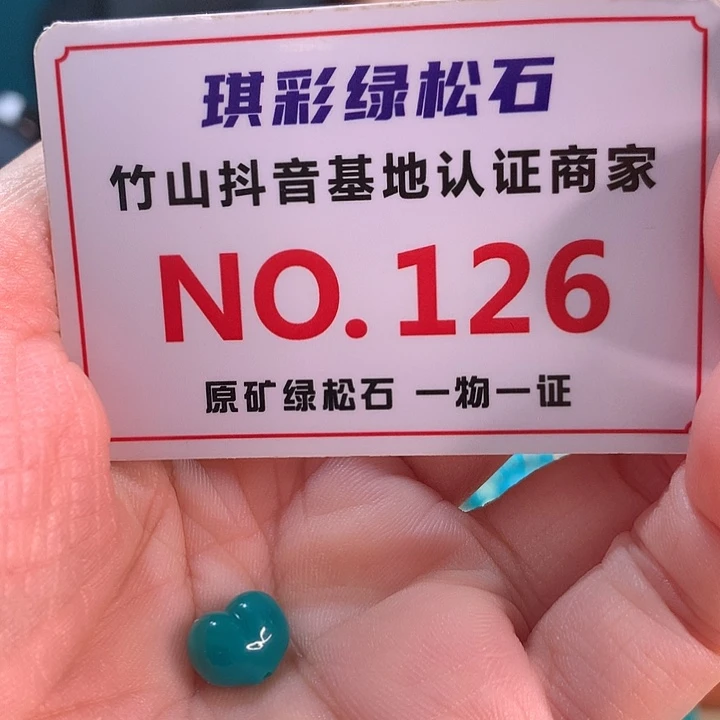 琪彩绿松石
竹山抖音基地认证商家
NO.126
原矿绿松石 一物一证